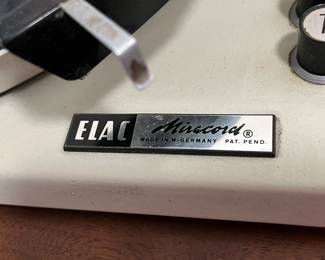 ELAC Miracord®
MADE IN W-GERMANY PAT. PEND.